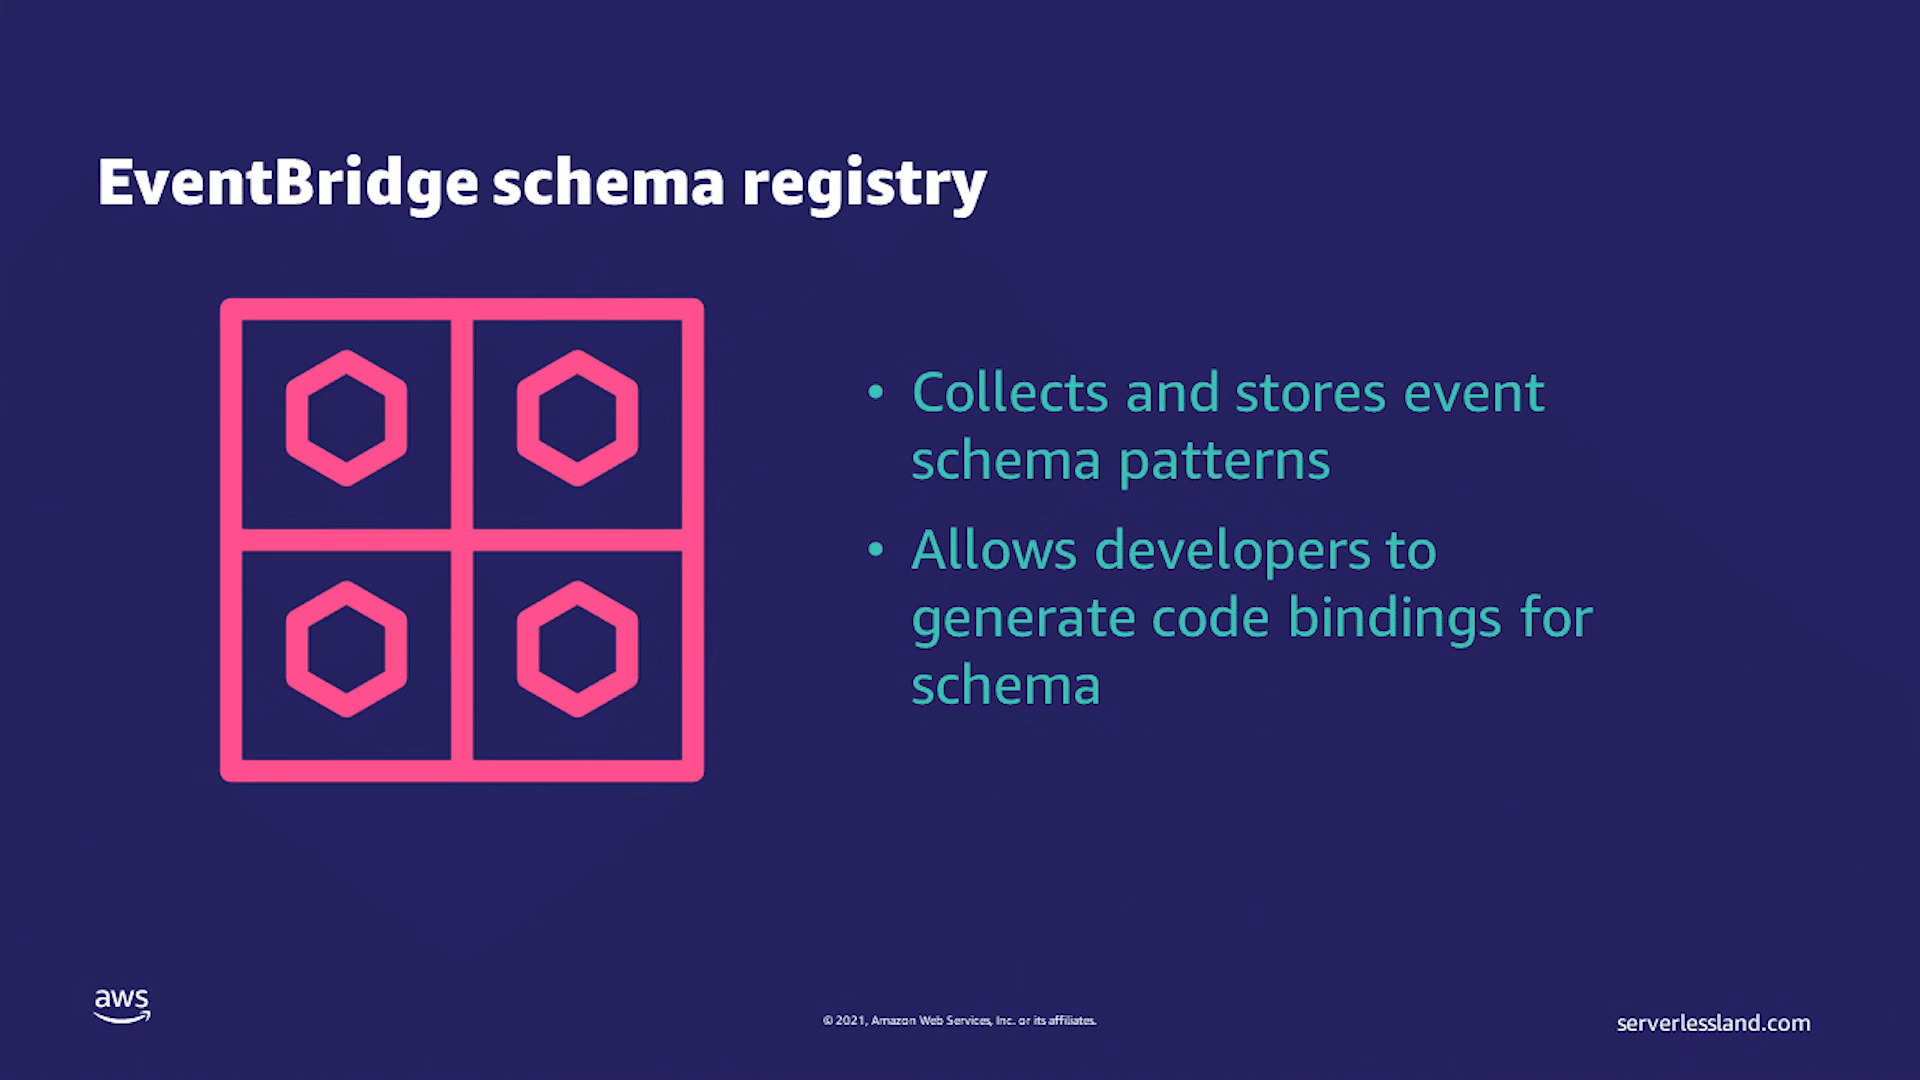 EventBridge schema registry
• Collects and stores event
schema patterns
• Allows developers to
generate code bindings for
schema
aws
© 2021, Amazon Web Services, Inc. or its affiliates.
serverlessland.com